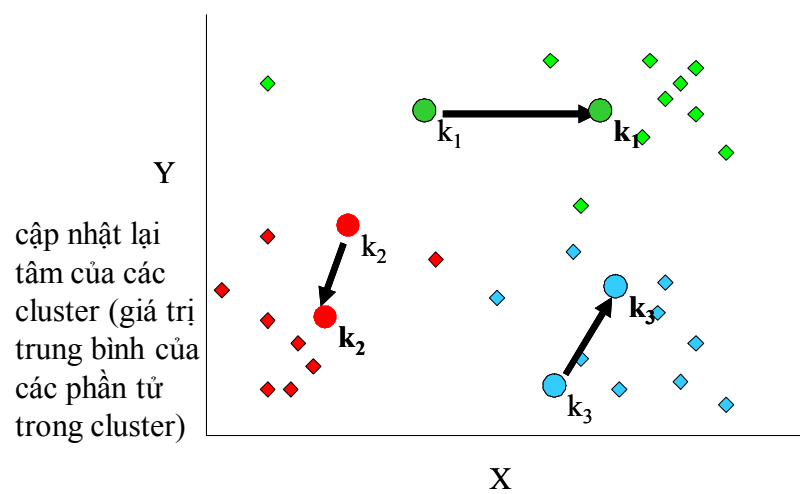 k₁
k₁
Y
cập nhật lại
tâm của các
cluster (giá trị
trung bình của
các phần tử
trong cluster)
k₂
k₂
k₃
k₃
X